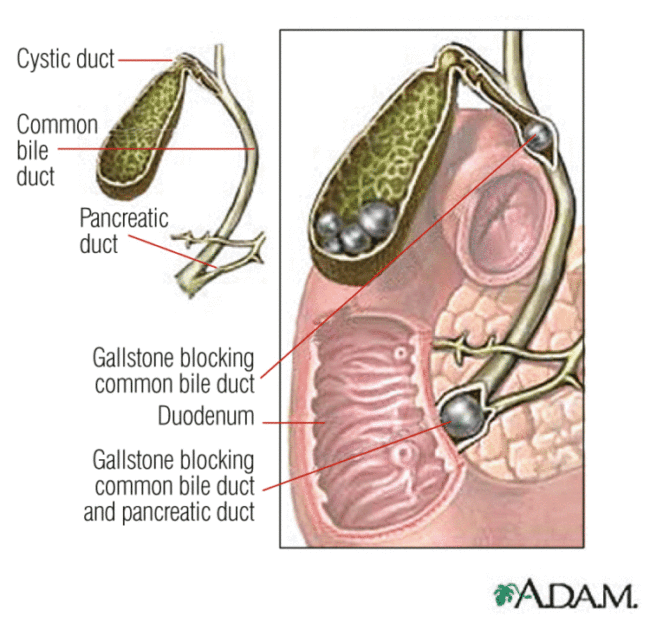 Cystic duct
Common
bile
duct
Pancreatic
duct
Gallstone blocking
common bile duct
Duodenum
Gallstone blocking
common bile duct
and pancreatic duct
A.D.A.M.